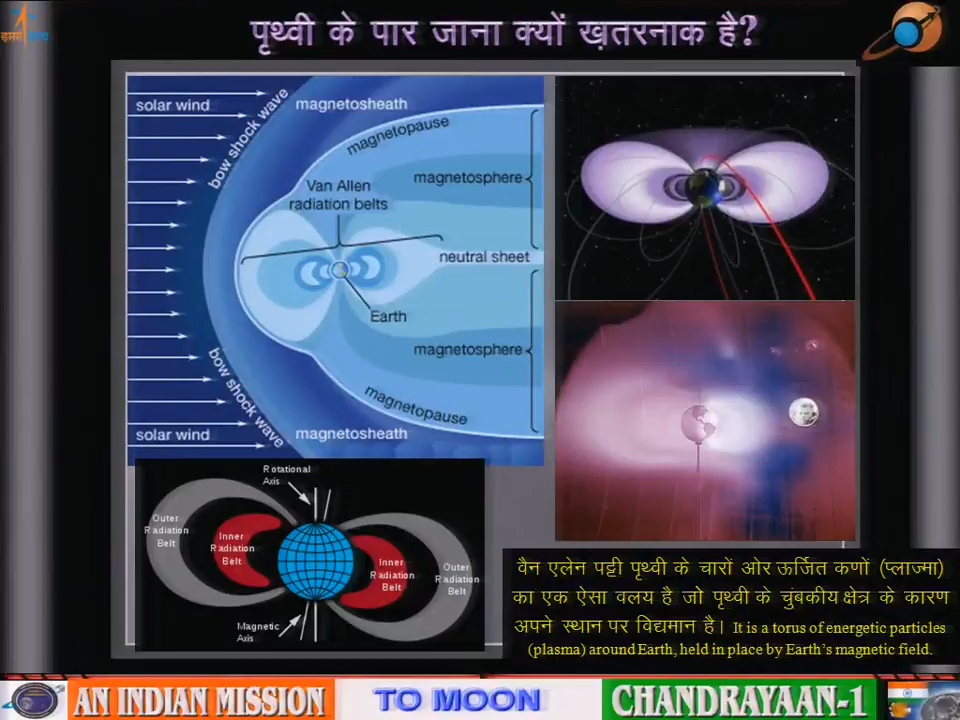 पृथ्वी के पार जाना क्यों ख़तरनाक है?
solar wind
bow shock wave
magnetosheath
magnetopause
magnetosphere
Van Allen
radiation belts
neutral sheet
Earth
magnetosphere
bow shock wave
magnetopause
solar wind
magnetosheath
Rotational
Axis
Outer
Radiation
Belt
Inner
Radiation
Belt
Inner
Radiation
Belt
Outer
Radiation
Belt
Magnetic
Axis
वैन एलेन पट्टी पृथ्वी के चारों ओर ऊर्जित कणों (प्लाज्मा)
का एक ऐसा वलय है जो पृथ्वी के चुंबकीय क्षेत्र के कारण
अपने स्थान पर विद्यमान है| It is a torus of energetic particles
(plasma) around Earth, held in place by Earth's magnetic field.
AN INDIAN MISSION TO MOON CHANDRAYAAN-1